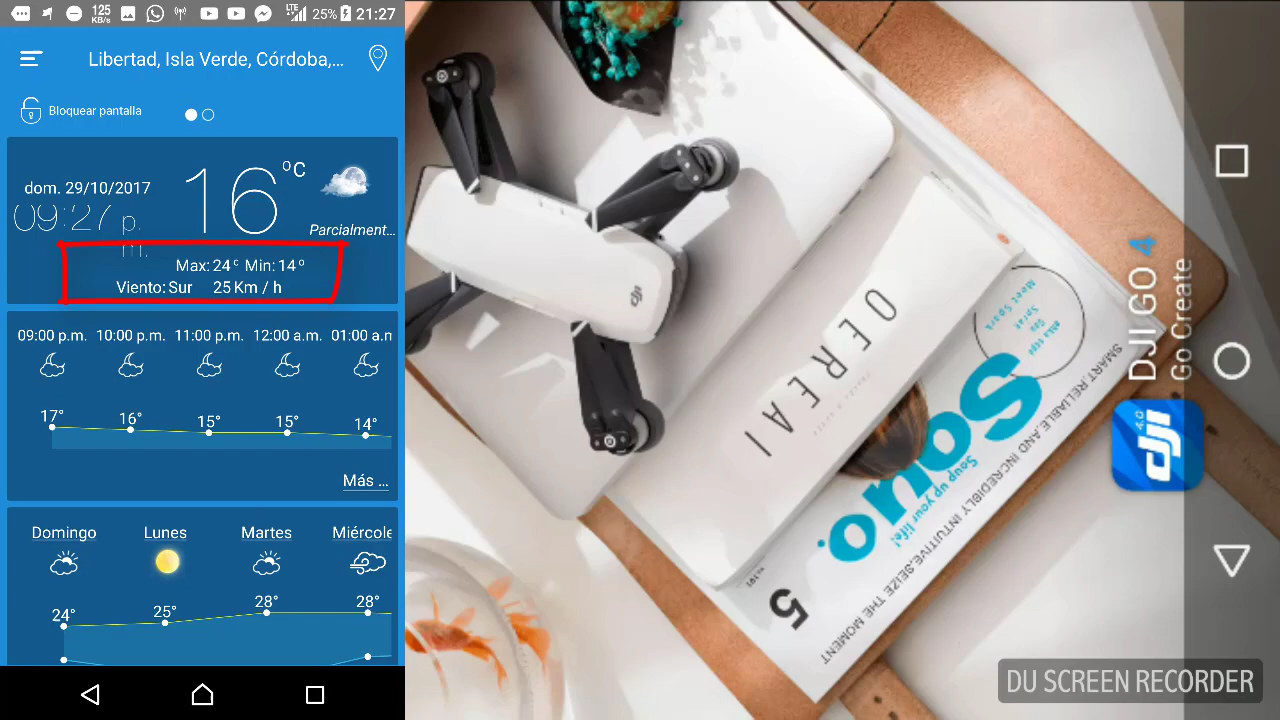 125 KB/s LTE 25% 21:27
Libertad, Isla Verde, Córdoba,...
Bloquear pantalla
dom. 29/10/2017
09:27 p. m.
16 °C
Parcialment...
Max: 24° Min: 14°
Viento: Sur 25 Km / h
09:00 p.m. 10:00 p.m. 11:00 p.m. 12:00 a.m. 01:00 a.n
17° 16° 15° 15° 14°
Más ...
Domingo Lunes Martes Miércole
24° 25° 28° 28°
dji
OEREAI
Meet Spark
Souo.
Soup up your life!
SMART, RELIABLE, AND INCREDIBLY INTUITIVE, SEIZE THE MOMENT
5
DJI GO 4
Go Create
4.0
dji
DU SCREEN RECORDER